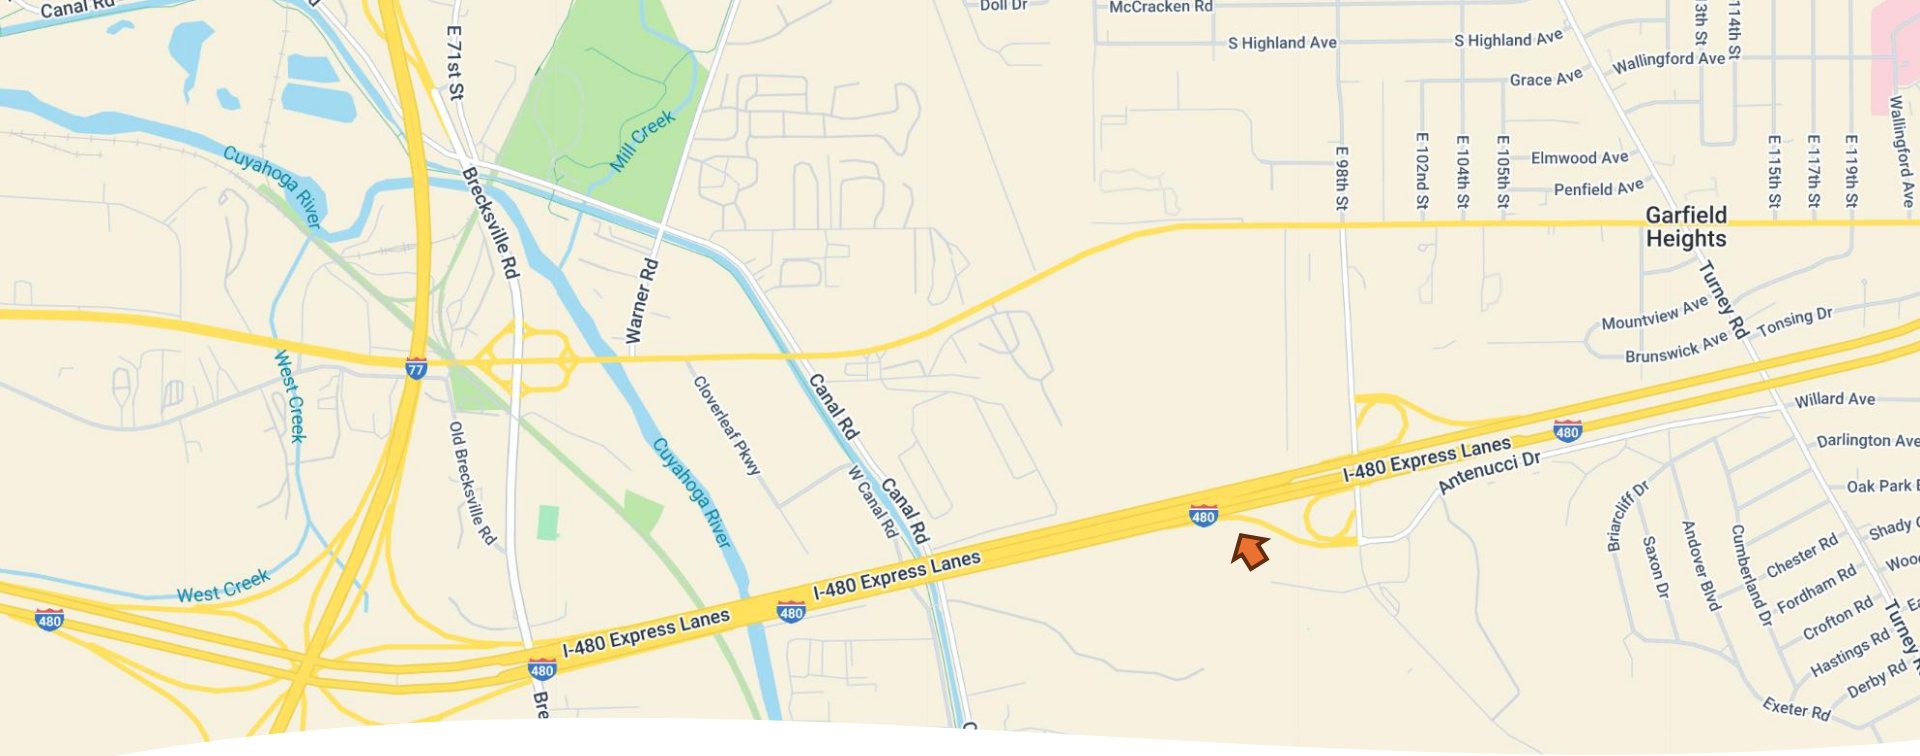 Canal Rd
E 71st St
Doll Dr
McCracken Rd
S Highland Ave
S Highland Ave
Grace Ave
Wallingford Ave
114th St
Wallingford Ave
Mill Creek
Cuyahoga River
Brecksville Rd
E 98th St
E 102nd St
E 104th St
E 105th St
Elmwood Ave
Penfield Ave
E 115th St
E 117th St
E 119th St
Garfield
Heights
Warner Rd
Turney Rd
Mountview Ave
Tonsing Dr
Brunswick Ave
77
West Creek
Cloverleaf Pkwy
Canal Rd
Willard Ave
480
Darlington Ave
Old Brecksville Rd
Cuyahoga River
W Canal Rd
Canal Rd
I-480 Express Lanes
Antenucci Dr
Oak Park
480
Briarcliff Dr
Saxon Dr
Andover Blvd
Cumberland Dr
Chester Rd
Shady
Fordham Rd
Crofton Rd
Hastings Rd
Derby Rd
Exeter Rd
Turney
West Creek
480
I-480 Express Lanes
480
I-480 Express Lanes
480
Bre